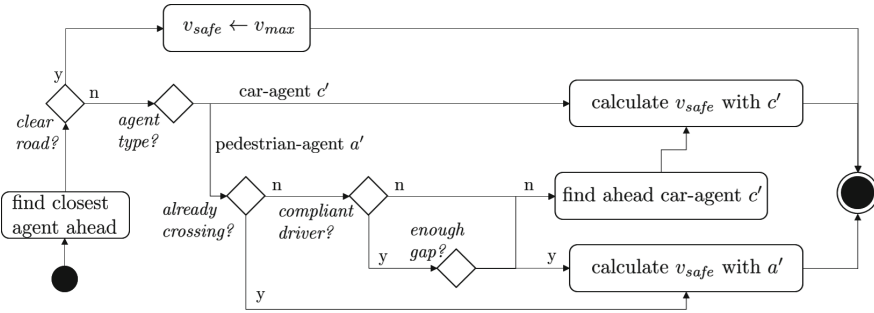 v_safe ← v_max
y
n
car-agent c′
calculate v_safe with c′
clear
road?
agent
type?
pedestrian-agent a′
find closest
agent ahead
already
crossing?
n
compliant
driver?
n
n
find ahead car-agent c′
enough
gap?
y
y
calculate v_safe with a′
y